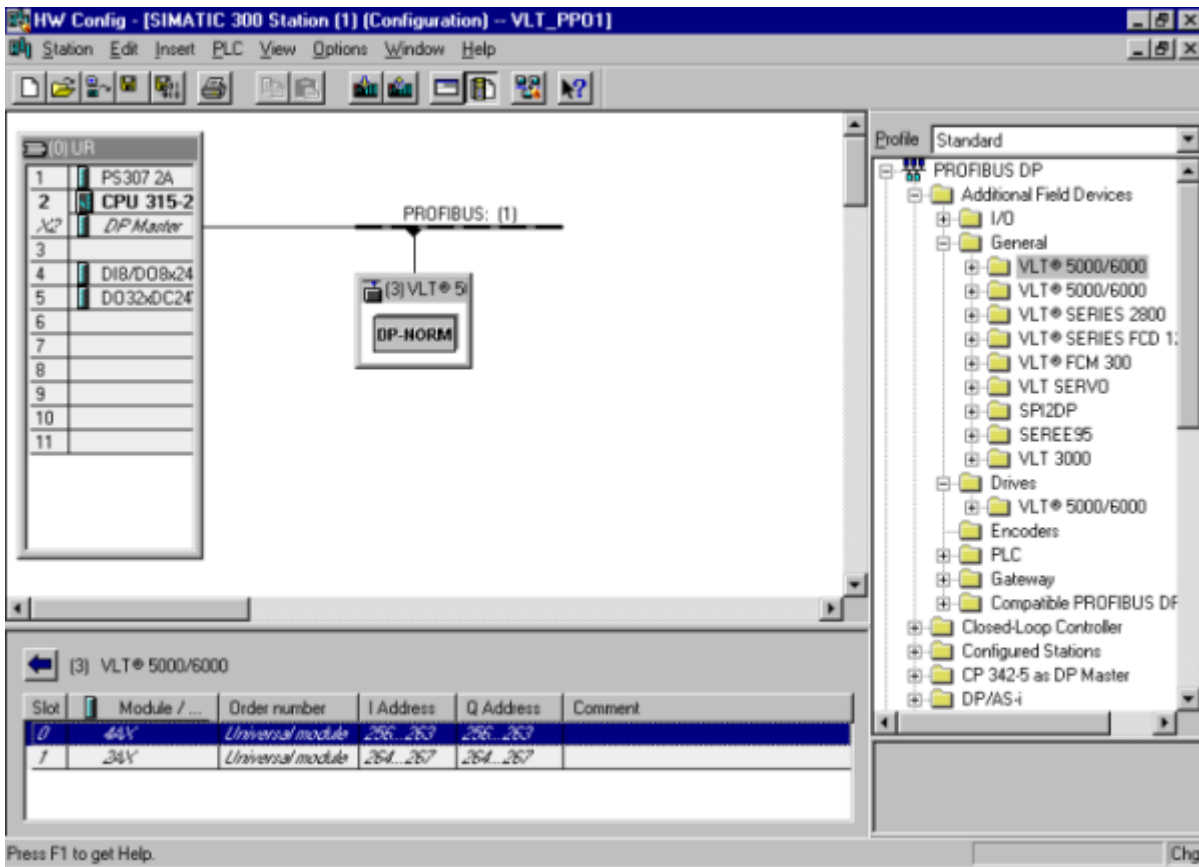 HW Config - [SIMATIC 300 Station (1) (Configuration) -- VLT_PPO1]
Station Edit Insert PLC View Options Window Help
(0) UR
1 PS307 2A
2 CPU 315-2
X2 DP Master
3
4 DI8/DO8x24
5 DO32xDC24
6
7
8
9
10
11
PROFIBUS: (1)
(3) VLT® 5
DP-NORM
Profile Standard
PROFIBUS DP
Additional Field Devices
I/O
General
VLT® 5000/6000
VLT® 5000/6000
VLT® SERIES 2800
VLT® SERIES FCD 1
VLT® FCM 300
VLT SERVO
SPI2DP
SEREE95
VLT 3000
Drives
VLT® 5000/6000
Encoders
PLC
Gateway
Compatible PROFIBUS DP
Closed-Loop Controller
Configured Stations
CP 342-5 as DP Master
DP/AS-i
(3) VLT® 5000/6000
Slot Module / ... Order number I Address Q Address Comment
0 4AX Universal module 256...263 256...263
1 2AX Universal module 264...267 264...267
Press F1 to get Help.
Chg